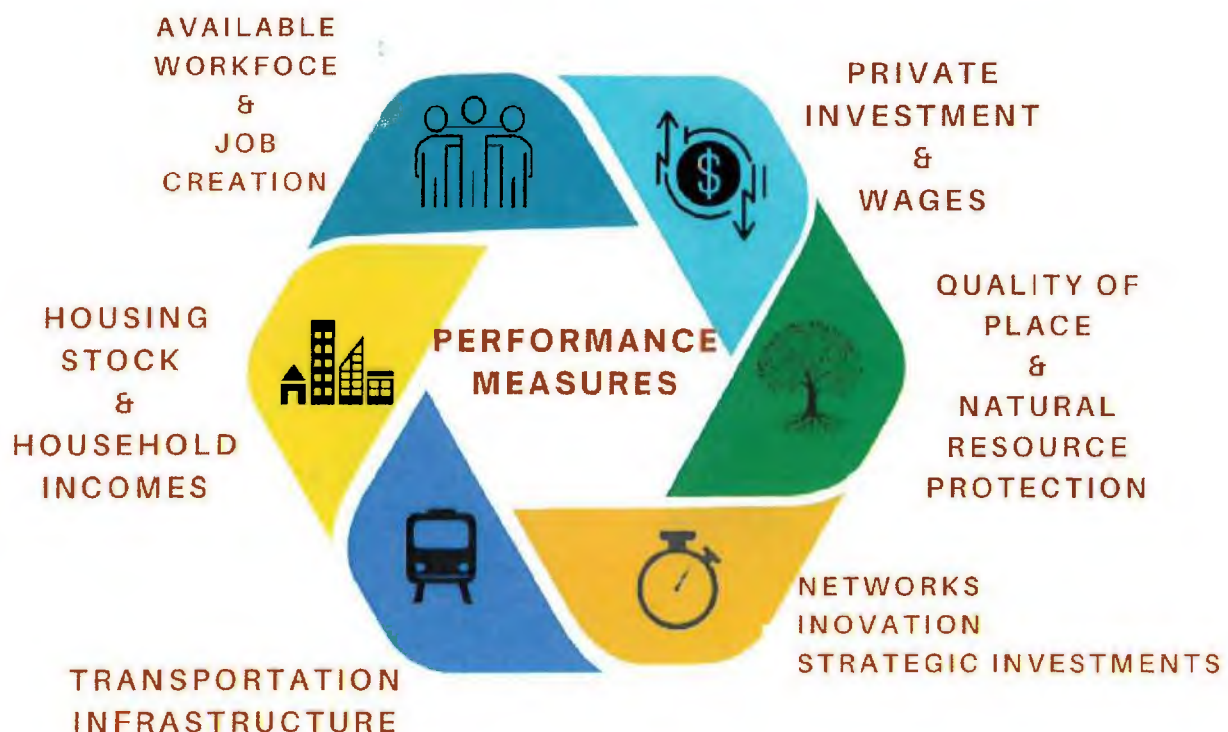 AVAILABLE
WORKFOCE
&
JOB
CREATION
PRIVATE
INVESTMENT
&
WAGES
QUALITY OF
PLACE
&
NATURAL
RESOURCE
PROTECTION
NETWORKS
INOVATION
STRATEGIC INVESTMENTS
TRANSPORTATION
INFRASTRUCTURE
HOUSING
STOCK
&
HOUSEHOLD
INCOMES
PERFORMANCE
MEASURES
$